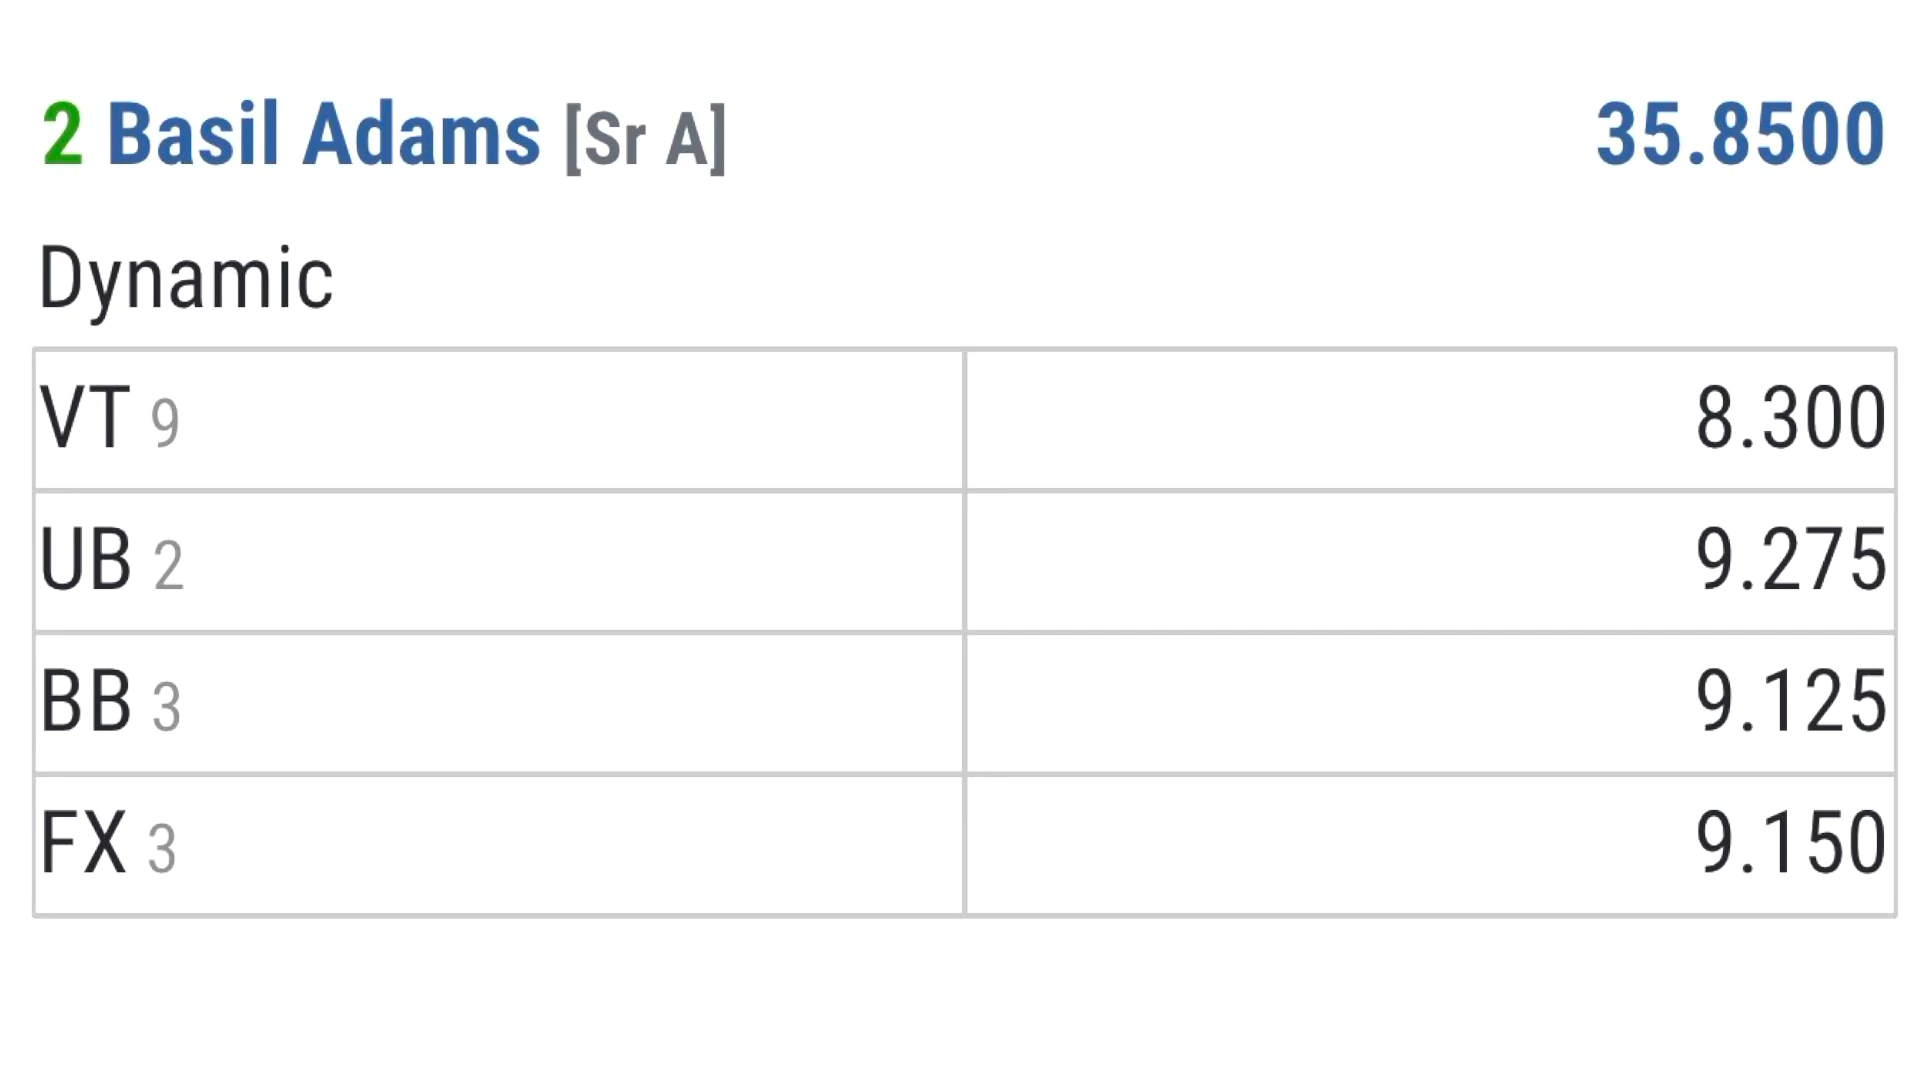 2 Basil Adams [Sr A] 35.8500
Dynamic
VT 9 8.300
UB 2 9.275
BB 3 9.125
FX 3 9.150